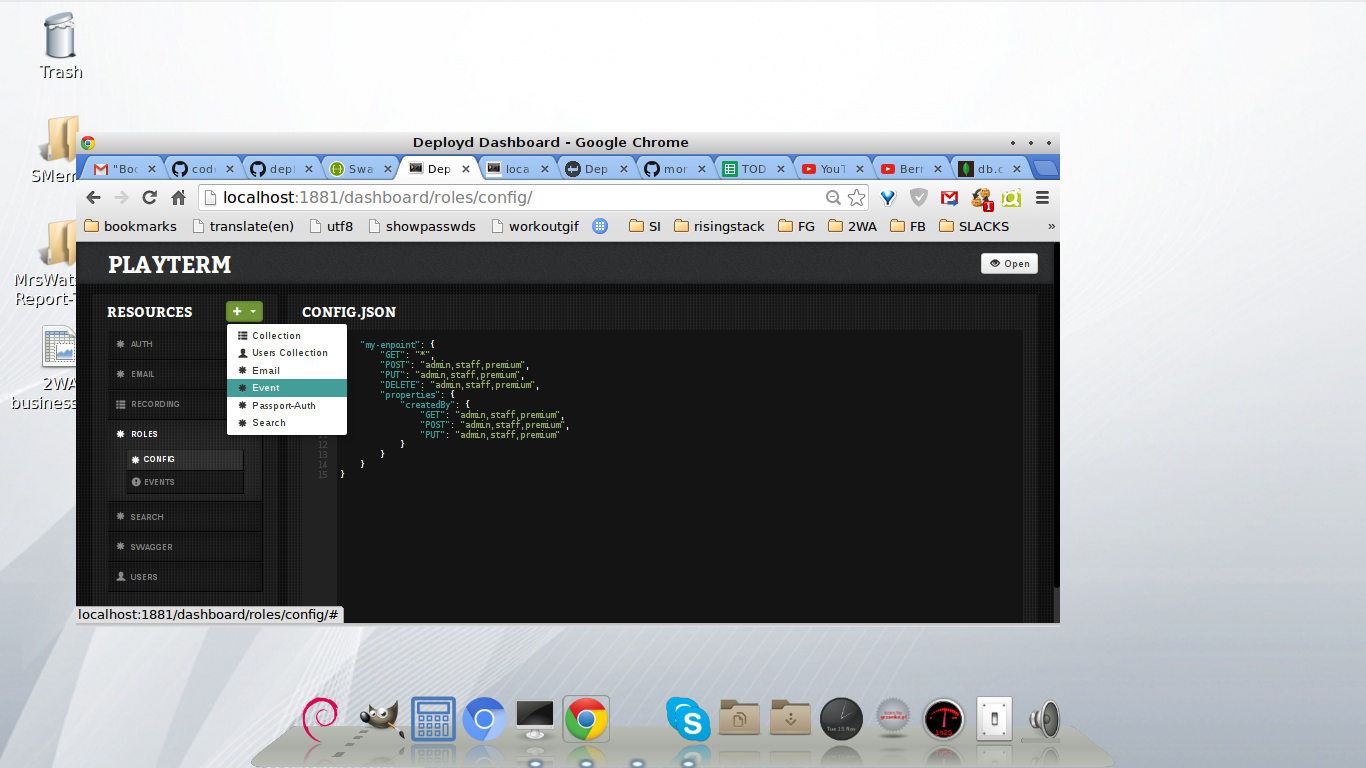 Trash
SMem
MrsWat
Report-
2WA
business
Deployd Dashboard - Google Chrome
"Boc
code
depl
Swa
Dep
loca
Dep
mor
TOD
YouT
Berr
db.c
localhost:1881/dashboard/roles/config/
1
bookmarks
translate(en)
utf8
showpasswds
workoutgif
SI
risingstack
FG
2WA
FB
SLACKS
»
PLAYTERM
Open
RESOURCES
+
Collection
Users Collection
Email
Event
Passport-Auth
Search
AUTH
EMAIL
RECORDING
ROLES
CONFIG
EVENTS
SEARCH
SWAGGER
USERS
CONFIG.JSON
"my-enpoint": {
"GET": "*",
"POST": "admin,staff,premium",
"PUT": "admin,staff,premium",
"DELETE": "admin,staff,premium",
"properties": {
"createdBy": {
"GET": "admin,staff,premium",
"POST": "admin,staff,premium",
"PUT": "admin,staff,premium"
12 }
13 }
14 }
15 }
localhost:1881/dashboard/roles/config/#
Tue 15 Nov
1h25